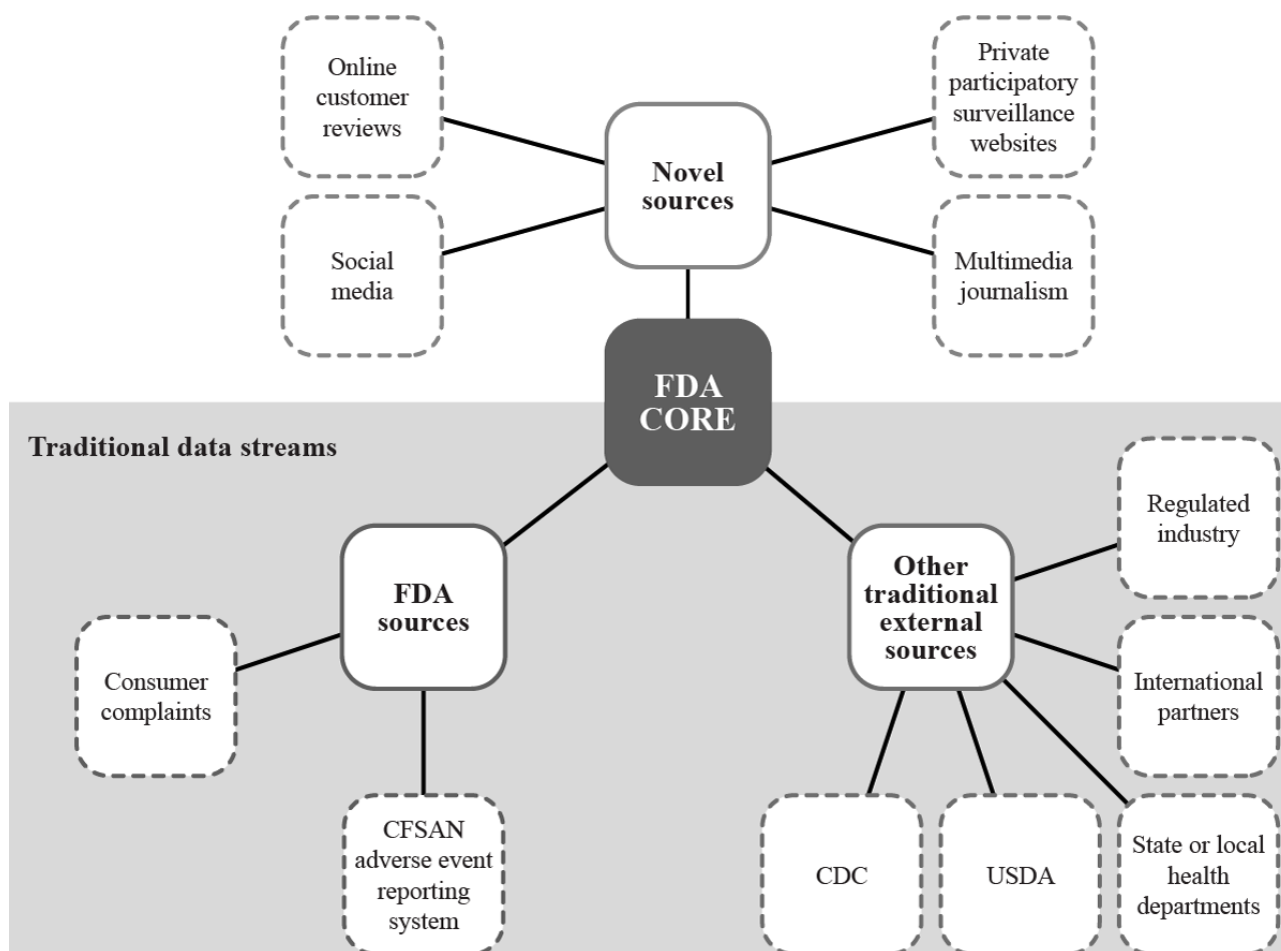 Online
customer
reviews
Private
participatory
surveillance
websites
Novel
sources
Social
media
Multimedia
journalism
FDA
CORE
Traditional data streams
Regulated
industry
FDA
sources
Other
traditional
external
sources
Consumer
complaints
International
partners
CFSAN
adverse event
reporting
system
CDC
USDA
State or local
health
departments